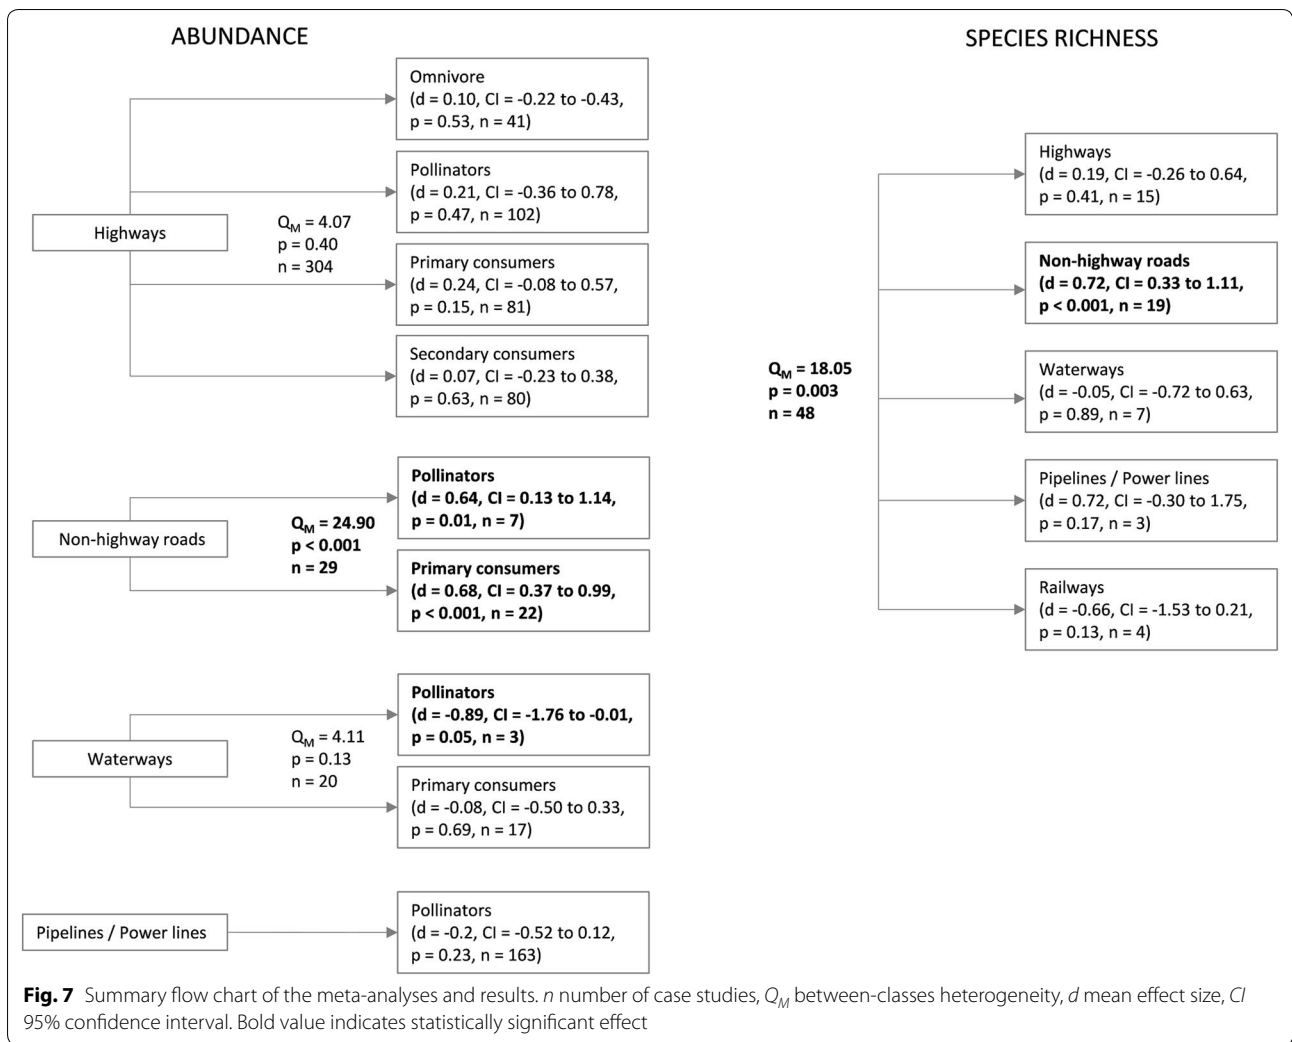 ABUNDANCE
Omnivore
(d = 0.10, CI = -0.22 to -0.43,
p = 0.53, n = 41)
Pollinators
(d = 0.21, CI = -0.36 to 0.78,
p = 0.47, n = 102)
Highways
Q_M = 4.07
p = 0.40
n = 304
Primary consumers
(d = 0.24, CI = -0.08 to 0.57,
p = 0.15, n = 81)
Secondary consumers
(d = 0.07, CI = -0.23 to 0.38,
p = 0.63, n = 80)
Pollinators
(d = 0.64, CI = 0.13 to 1.14,
p = 0.01, n = 7)
Non-highway roads
Q_M = 24.90
p < 0.001
n = 29
Primary consumers
(d = 0.68, CI = 0.37 to 0.99,
p < 0.001, n = 22)
Pollinators
(d = -0.89, CI = -1.76 to -0.01,
p = 0.05, n = 3)
Waterways
Q_M = 4.11
p = 0.13
n = 20
Primary consumers
(d = -0.08, CI = -0.50 to 0.33,
p = 0.69, n = 17)
Pipelines / Power lines
Pollinators
(d = -0.2, CI = -0.52 to 0.12,
p = 0.23, n = 163)
SPECIES RICHNESS
Q_M = 18.05
p = 0.003
n = 48
Highways
(d = 0.19, CI = -0.26 to 0.64,
p = 0.41, n = 15)
Non-highway roads
(d = 0.72, CI = 0.33 to 1.11,
p < 0.001, n = 19)
Waterways
(d = -0.05, CI = -0.72 to 0.63,
p = 0.89, n = 7)
Pipelines / Power lines
(d = 0.72, CI = -0.30 to 1.75,
p = 0.17, n = 3)
Railways
(d = -0.66, CI = -1.53 to 0.21,
p = 0.13, n = 4)
Fig. 7 Summary flow chart of the meta-analyses and results. n number of case studies, Q_M between-classes heterogeneity, d mean effect size, CI
95% confidence interval. Bold value indicates statistically significant effect